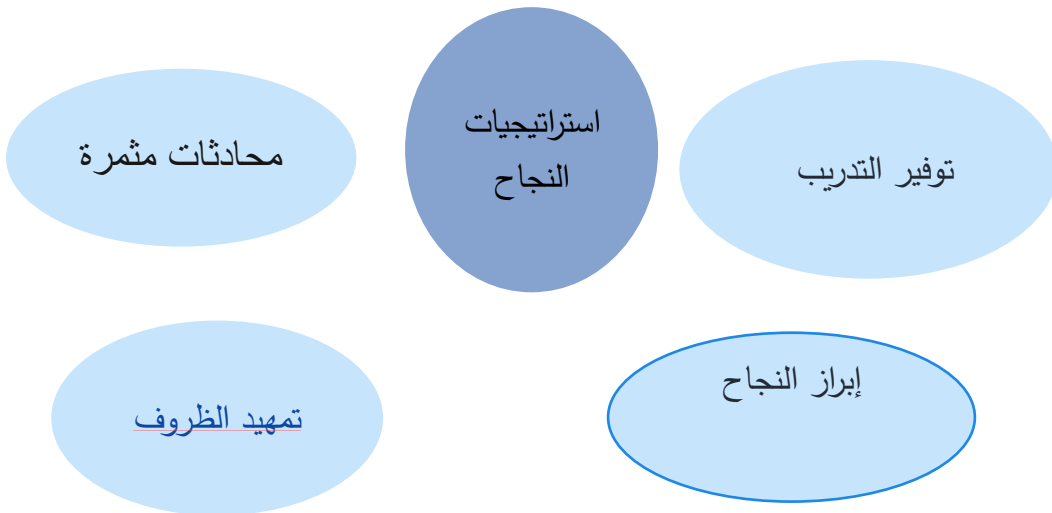 استراتيجيات
النجاح
توفير التدريب
محادثات مثمرة
إبراز النجاح
تمهيد الظروف